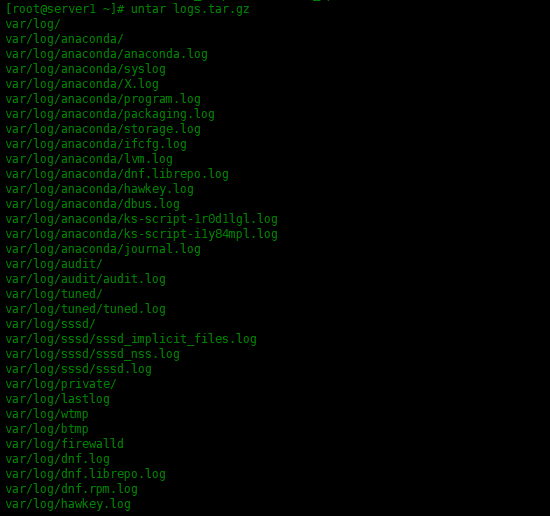 [root@server1 ~]# untar logs.tar.gz
var/log/
var/log/anaconda/
var/log/anaconda/anaconda.log
var/log/anaconda/syslog
var/log/anaconda/X.log
var/log/anaconda/program.log
var/log/anaconda/packaging.log
var/log/anaconda/storage.log
var/log/anaconda/ifcfg.log
var/log/anaconda/lvm.log
var/log/anaconda/dnf.librepo.log
var/log/anaconda/hawkey.log
var/log/anaconda/dbus.log
var/log/anaconda/ks-script-1r0d1lgl.log
var/log/anaconda/ks-script-i1y84mpl.log
var/log/anaconda/journal.log
var/log/audit/
var/log/audit/audit.log
var/log/tuned/
var/log/tuned/tuned.log
var/log/sssd/
var/log/sssd/sssd_implicit_files.log
var/log/sssd/sssd_nss.log
var/log/sssd/sssd.log
var/log/private/
var/log/lastlog
var/log/wtmp
var/log/btmp
var/log/firewalld
var/log/dnf.log
var/log/dnf.librepo.log
var/log/dnf.rpm.log
var/log/hawkey.log